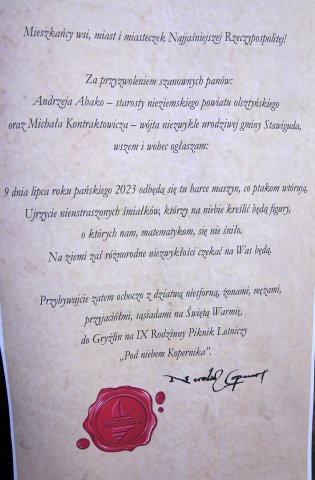 Mieszkańcy wsi, miast i miasteczek Najjaśniejszej Rzeczypospolitej!
Za przyzwoleniem szanownych panów:
Andrzeja Abako – starosty nieziemskiego powiatu olsztyńskiego
oraz Michała Kontraktowicza – wójta niezwykle urodziwej gminy Stawiguda,
wszem i wobec ogłaszam:
9 dnia lipca roku pańskiego 2023 odbędą się tu harce maszyn, co ptakom wtórują.
Ujrzycie nieustraszonych śmiałków, którzy na niebie kreślić będą figury,
o których nam, matematykom, się nie śniło.
Na ziemi zaś różnorodne niezwykłości czekać na Was będą.
Przybywajcie zatem ochoczo z dziatwą niesforną, żonami, mężami,
przyjaciółmi, sąsiadami na Świętą Warmię,
do Gryźlin na IX Rodzinny Piknik Lotniczy
„Pod niebem Kopernika”.